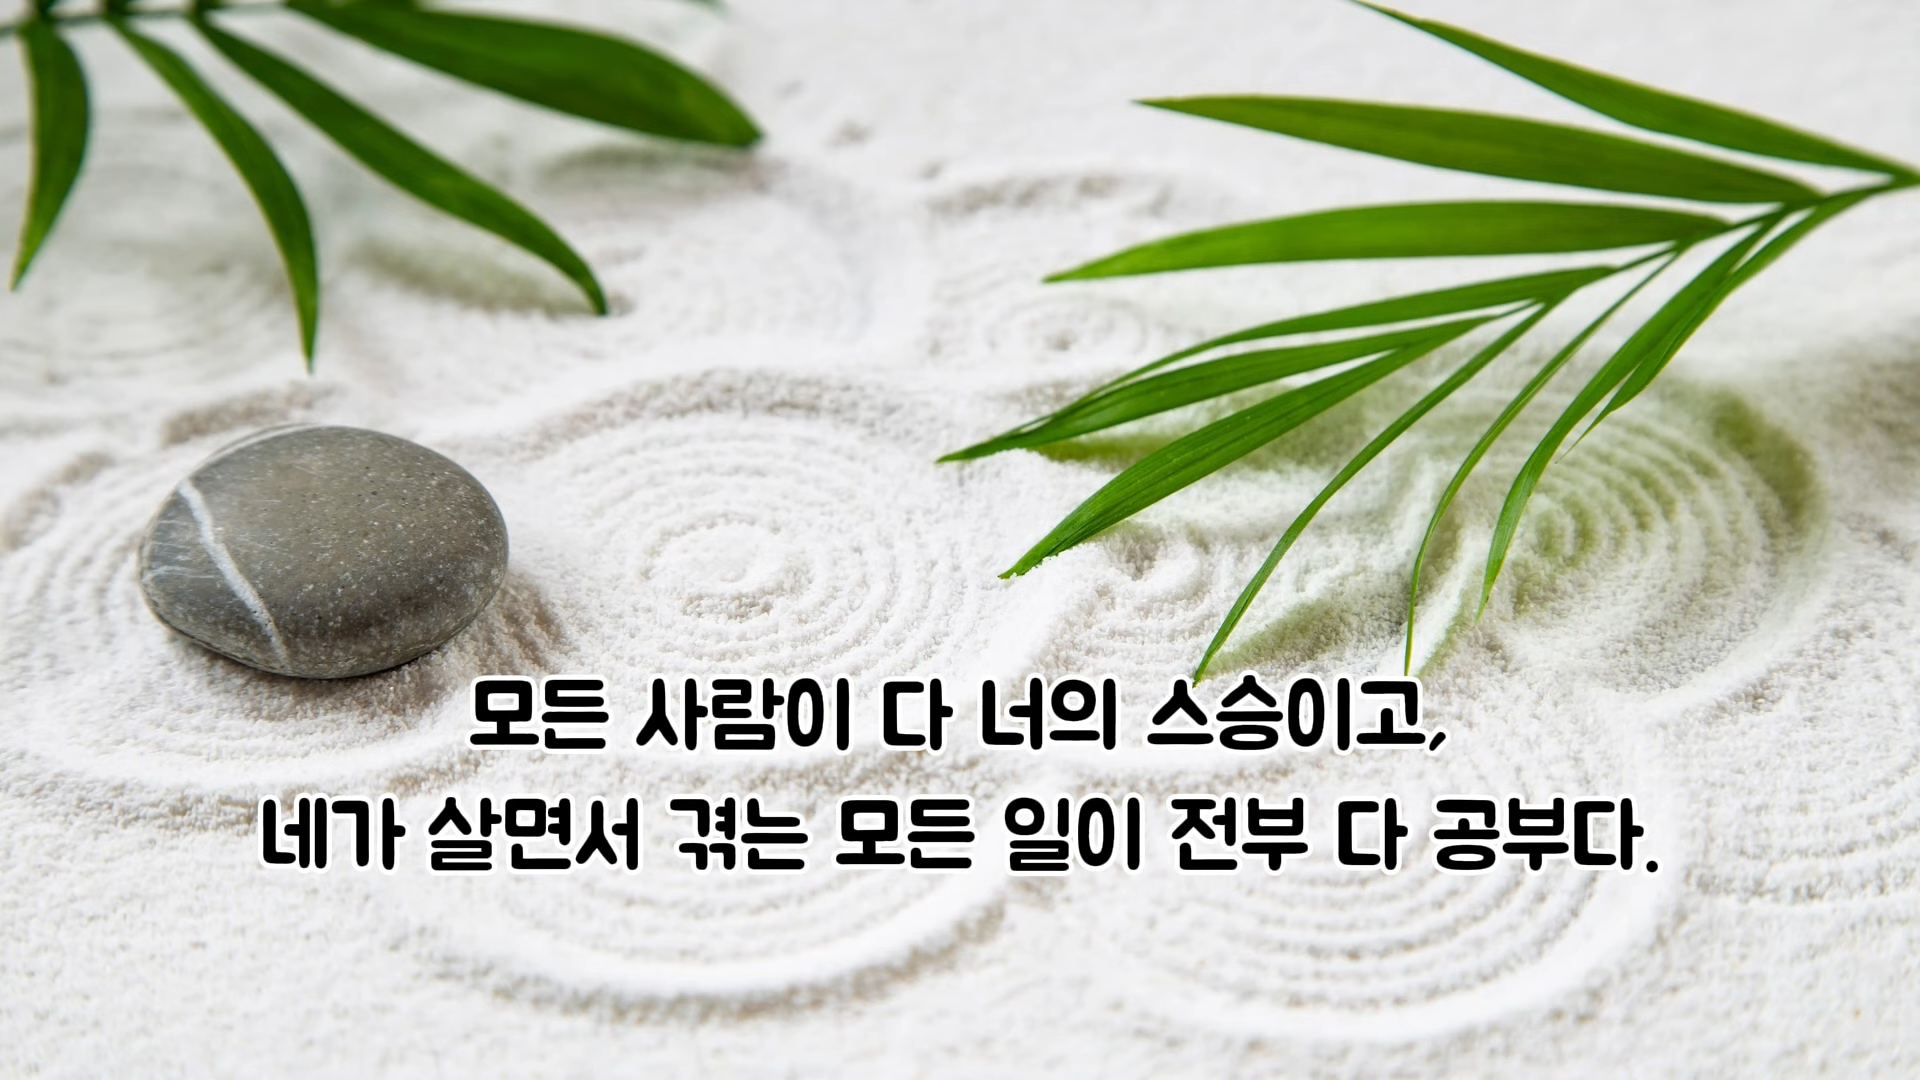 모든 사람이 다 너의 스승이고,
네가 살면서 겪는 모든 일이 전부 다 공부다.